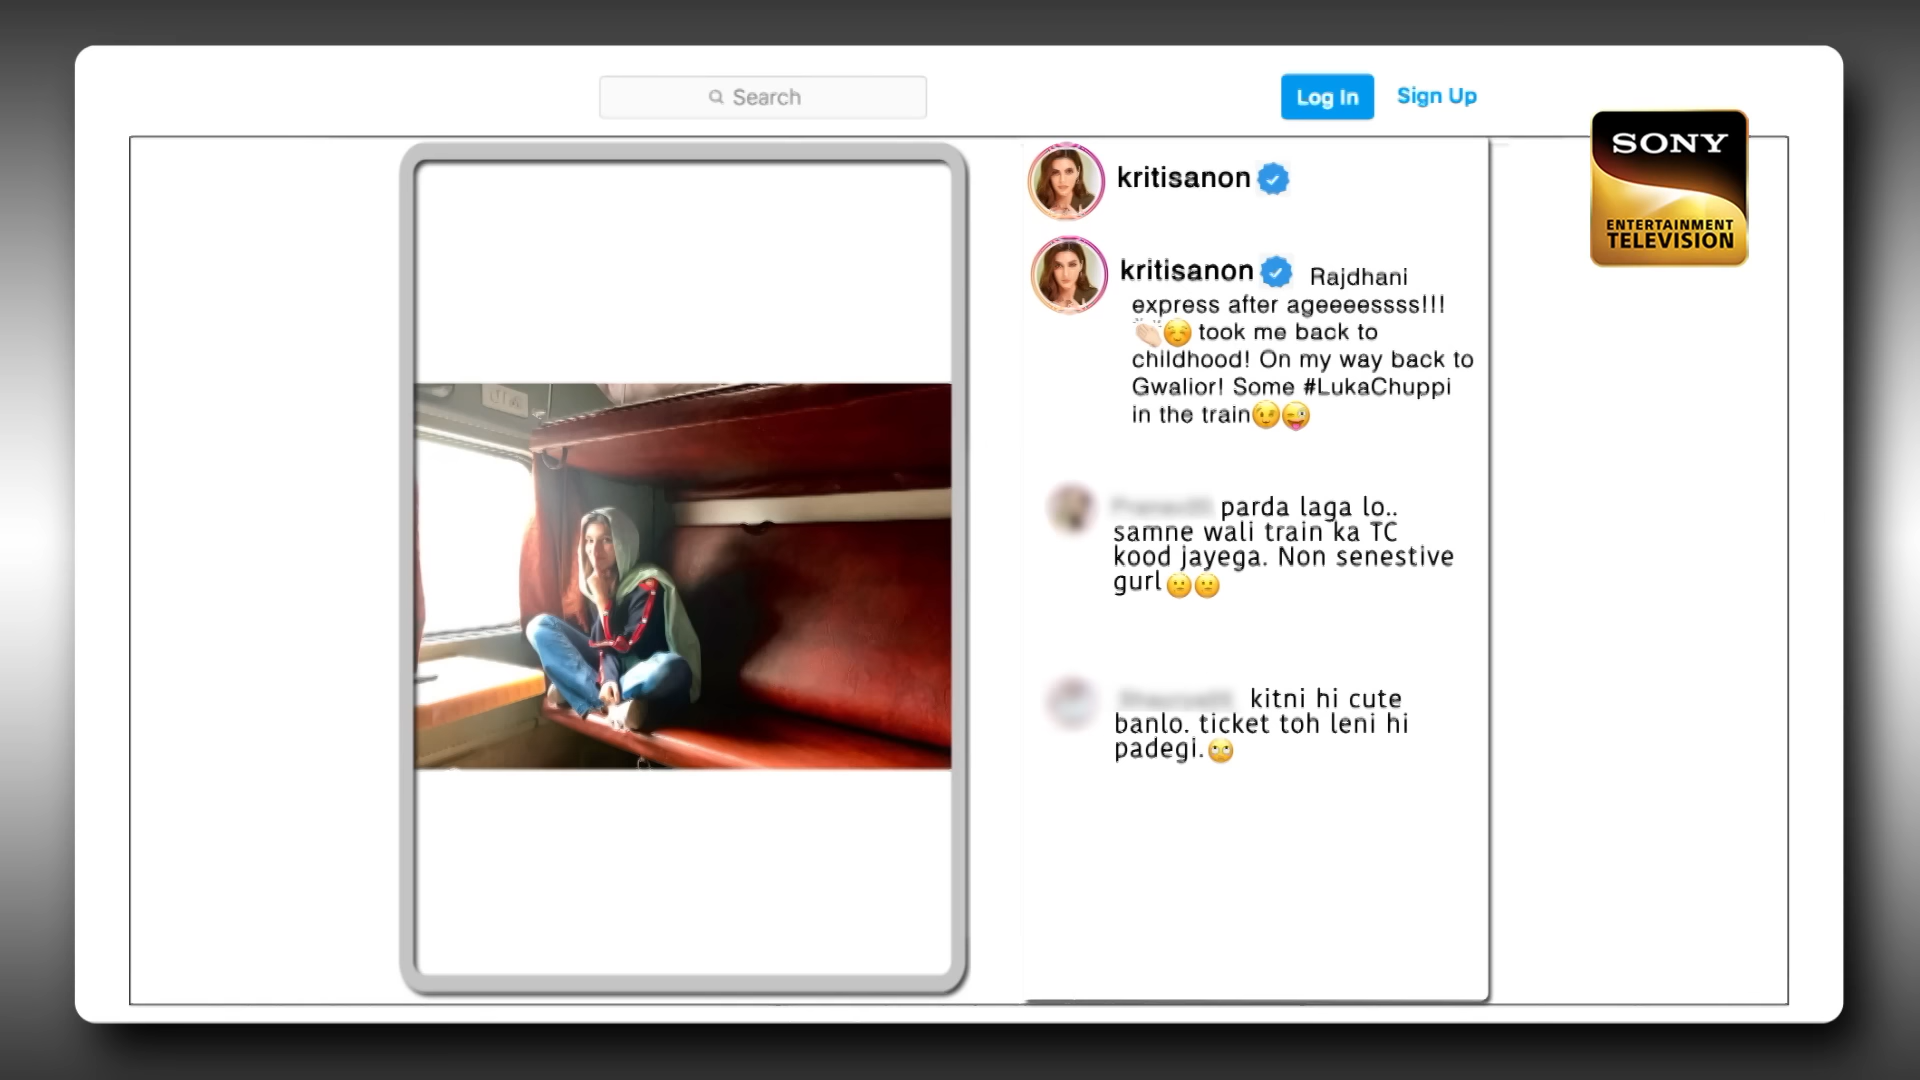 Search
Log In
Sign Up
SONY
ENTERTAINMENT
TELEVISION
kritisanon
kritisanon Rajdhani
express after ageeeessss!!!
👏🏻☺️ took me back to
childhood! On my way back to
Gwalior! Some #LukaChuppi
in the train😉😜
parda laga lo..
samne wali train ka TC
kood jayega. Non senestive
gurl😐😐
kitni hi cute
banlo. ticket toh leni hi
padegi.🙄